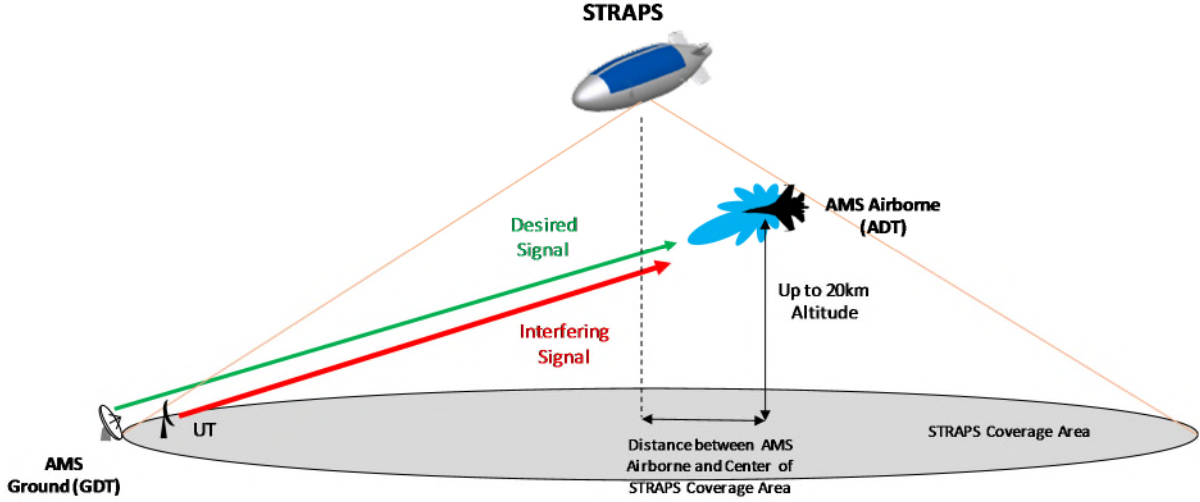 STRAPS
AMS Airborne
(ADT)
Desired
Signal
Up to 20km
Altitude
Interfering
Signal
UT
STRAPS Coverage Area
Distance between AMS
Airborne and Center of
STRAPS Coverage Area
AMS
Ground (GDT)